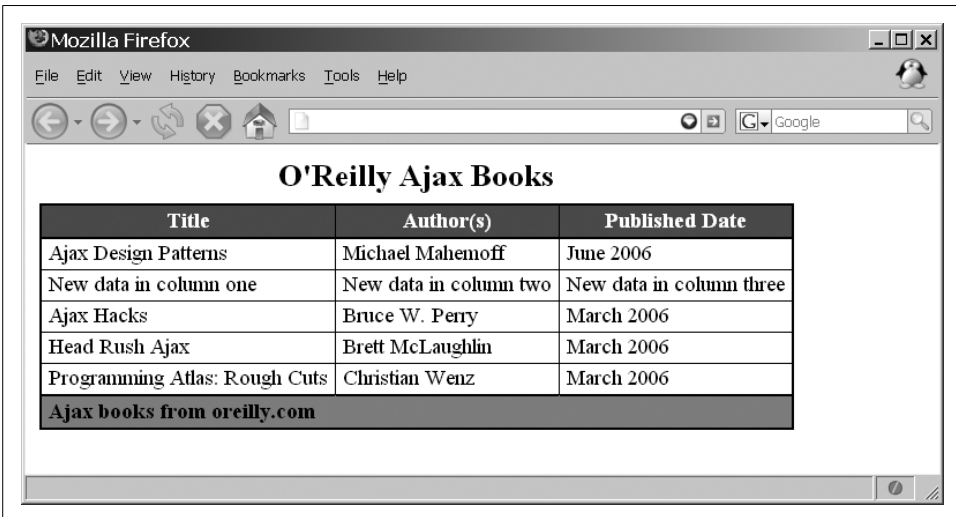 Mozilla Firefox
File Edit View History Bookmarks Tools Help
G Google
O'Reilly Ajax Books
Title Author(s) Published Date
Ajax Design Patterns Michael Mahemoff June 2006
New data in column one New data in column two New data in column three
Ajax Hacks Bruce W. Perry March 2006
Head Rush Ajax Brett McLaughlin March 2006
Programming Atlas: Rough Cuts Christian Wenz March 2006
Ajax books from oreilly.com